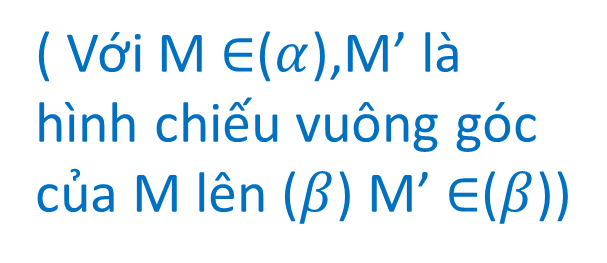 ( Với M ∈(𝛼),M’ là
hình chiếu vuông góc
của M lên (𝛽) M’ ∈(𝛽))